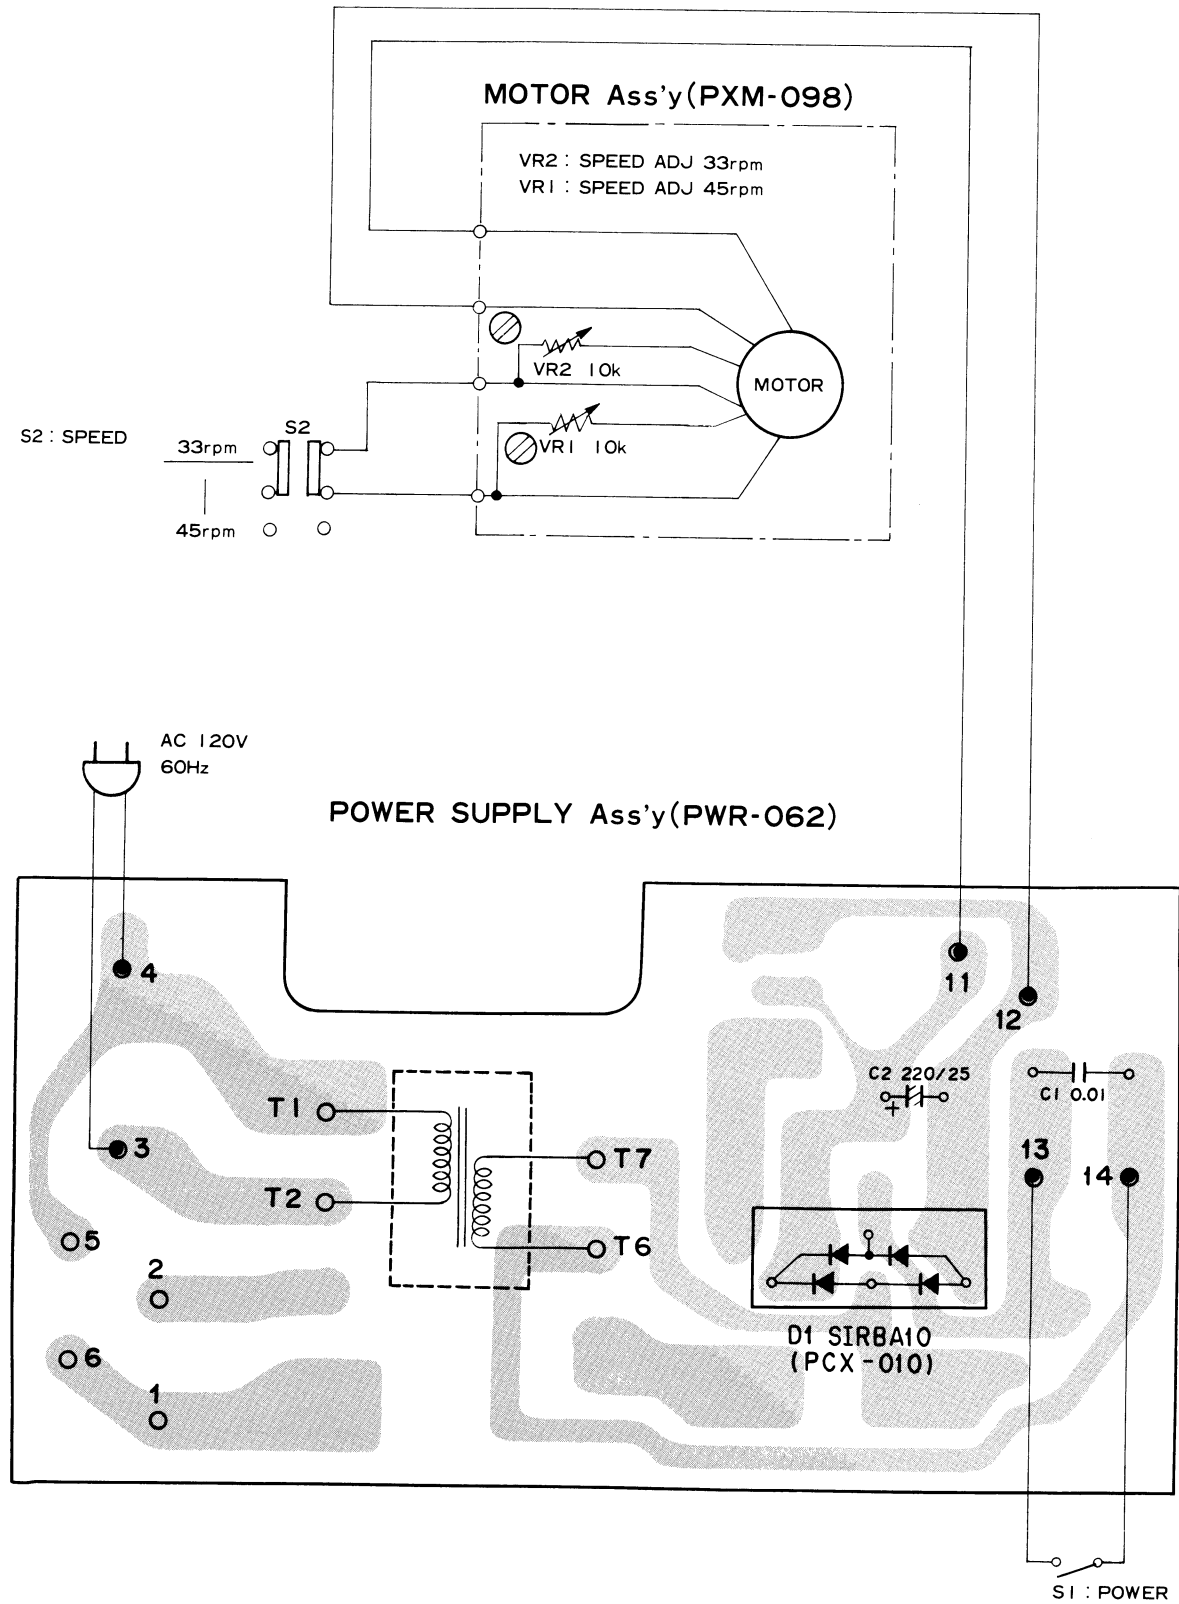 MOTOR Ass'y (PXM-098)
VR2 : SPEED ADJ 33rpm
VR1 : SPEED ADJ 45rpm
VR2 10k
MOTOR
S2 : SPEED
S2
33rpm
VR1 10k
45rpm
AC 120V
60Hz
POWER SUPPLY Ass'y (PWR-062)
4
11
12
C2 220/25
+
C1 0.01
T1
3
T7
13
14
T2
5
T6
2
D1 SIRBA10
(PCX-010)
6
1
S1 : POWER